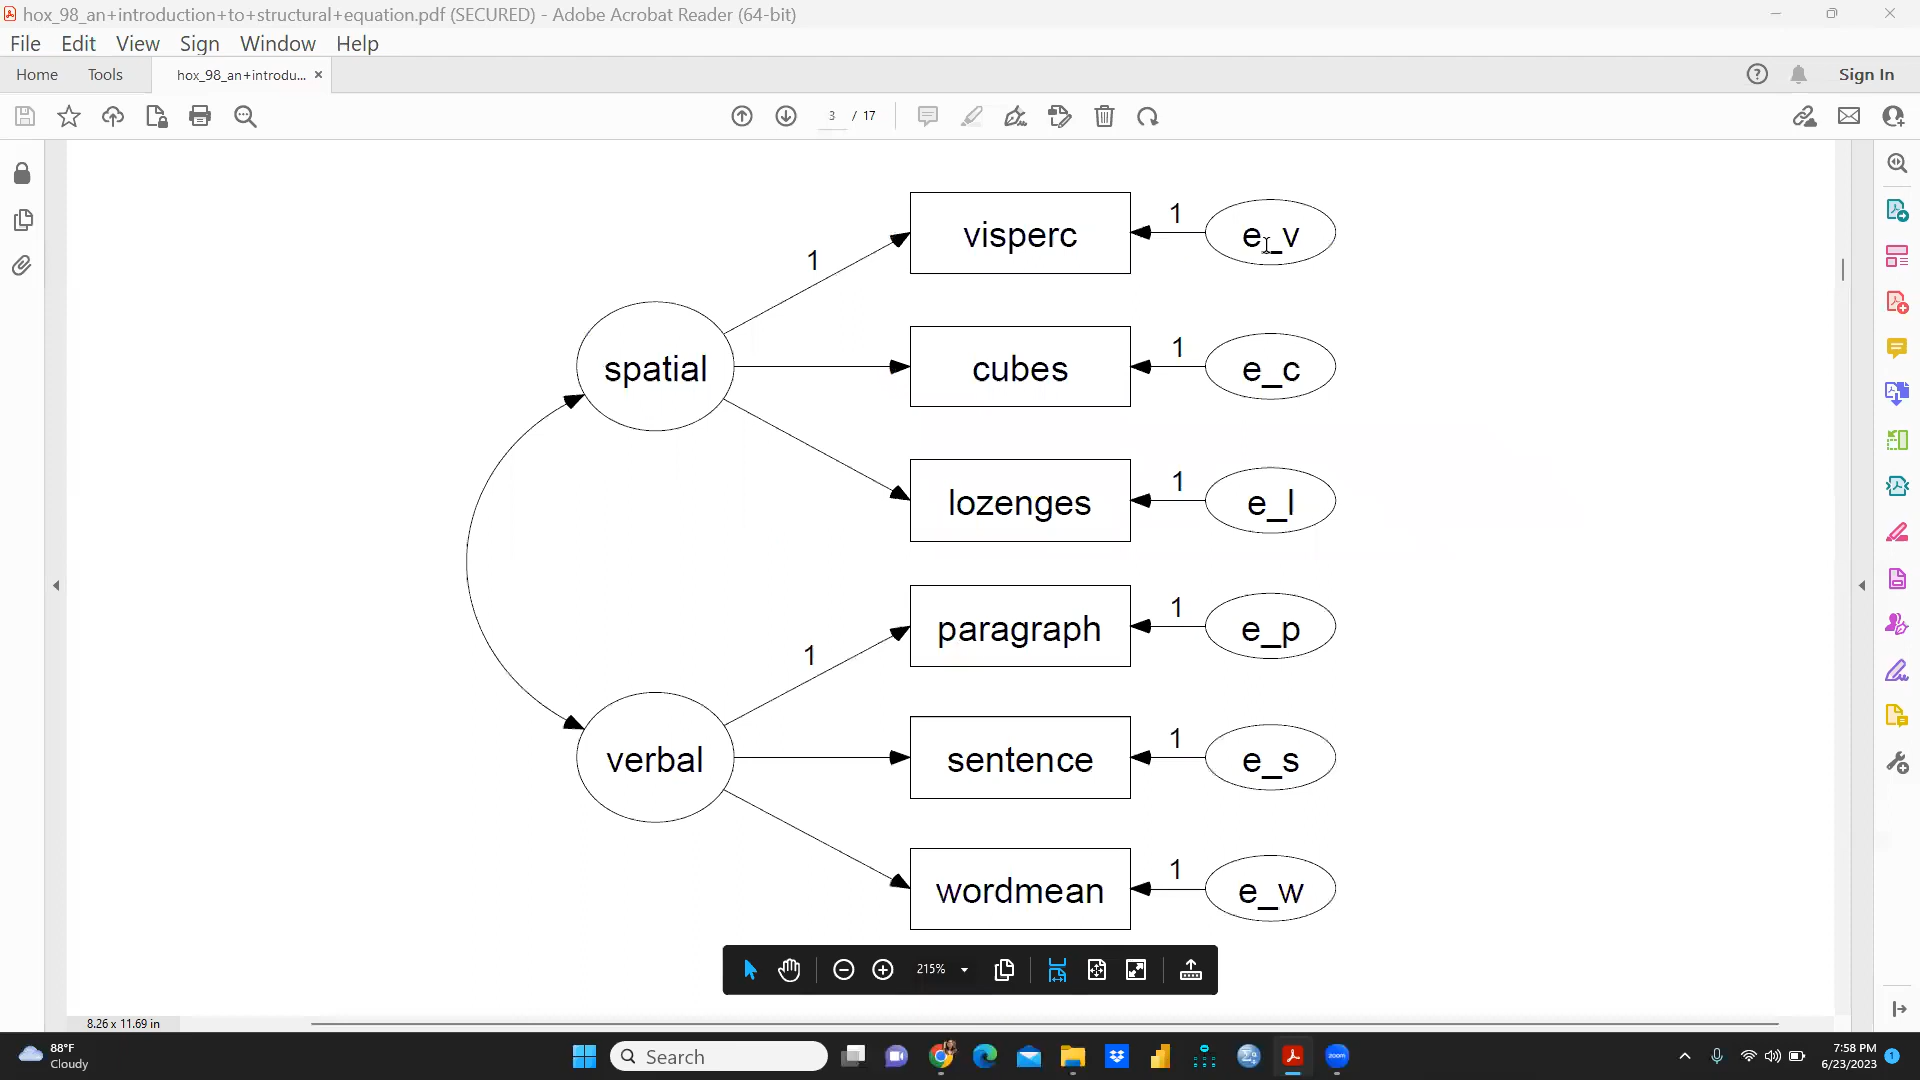 hox_98_an+introduction+to+structural+equation.pdf (SECURED) - Adobe Acrobat Reader (64-bit)
File Edit View Sign Window Help
Home Tools hox_98_an+introdu... × Sign In
3 / 17
visperc 1 e_v
1
spatial cubes 1 e_c
lozenges 1 e_l
paragraph 1 e_p
1
verbal sentence 1 e_s
wordmean 1 e_w
215%
8.26 x 11.69 in
88°F
Cloudy
Search
zoom
7:58 PM
6/23/2023
1